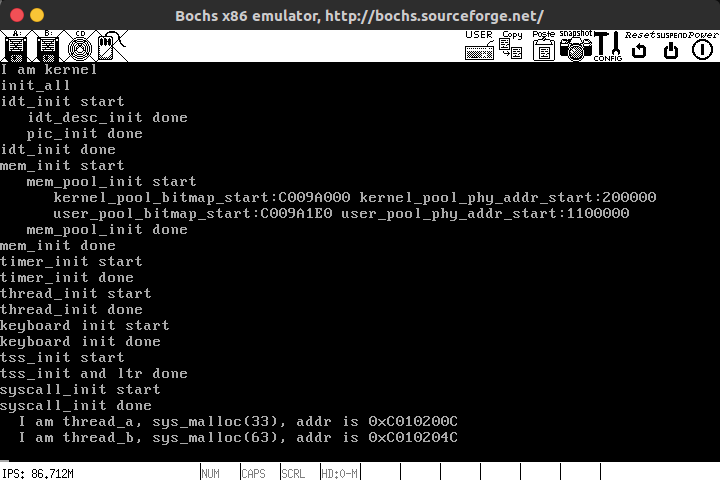 Bochs x86 emulator, http://bochs.sourceforge.net/
A: B: CD USER Copy Paste Snapshot CONFIG Reset SUSPEND Power
I am kernel
init_all
idt_init start
idt_desc_init done
pic_init done
idt_init done
mem_init start
mem_pool_init start
kernel_pool_bitmap_start:C009A000 kernel_pool_phy_addr_start:200000
user_pool_bitmap_start:C009A1E0 user_pool_phy_addr_start:1100000
mem_pool_init done
mem_init done
timer_init start
timer_init done
thread_init start
thread_init done
keyboard init start
keyboard init done
tss_init start
tss_init and ltr done
syscall_init start
syscall_init done
I am thread_a, sys_malloc(33), addr is 0xC010200C
I am thread_b, sys_malloc(63), addr is 0xC010204C
IPS: 86.712M NUM CAPS SCRL HD:0-M